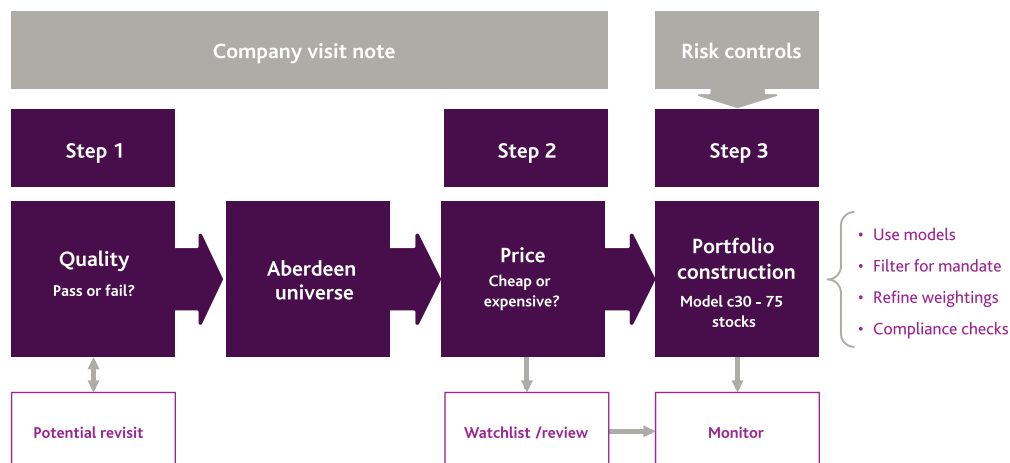 Company visit note
Risk controls
Step 1
Step 2
Step 3
Quality
Pass or fail?
Aberdeen
universe
Price
Cheap or
expensive?
Portfolio
construction
Model c30 - 75
stocks
• Use models
• Filter for mandate
• Refine weightings
• Compliance checks
Potential revisit
Watchlist /review
Monitor